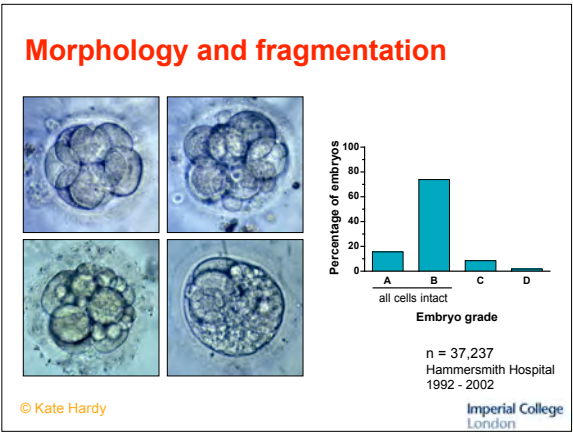 Morphology and fragmentation
Percentage of embryos
100
80
60
40
20
0
A B C D
all cells intact
Embryo grade
n = 37,237
Hammersmith Hospital
1992 - 2002
© Kate Hardy
Imperial College
London